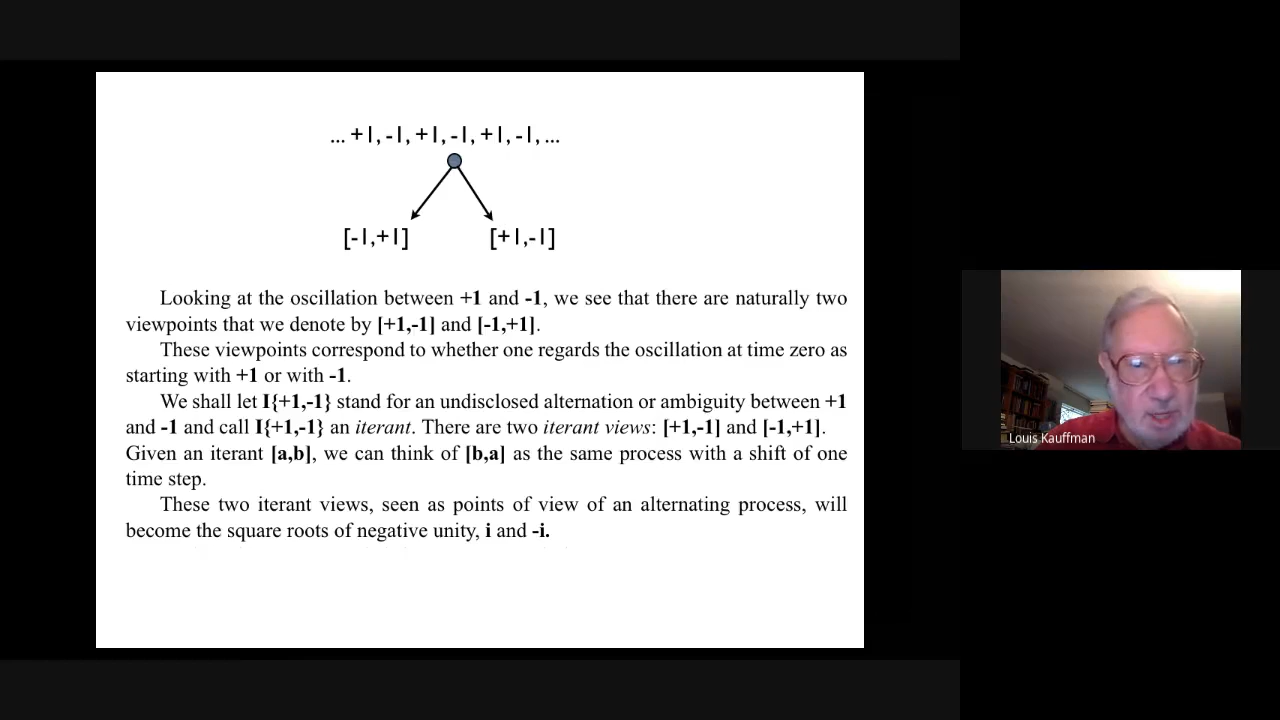 ... +1, -1, +1, -1, +1, -1, ...
[-1,+1] [+1,-1]
Looking at the oscillation between +1 and -1, we see that there are naturally two
viewpoints that we denote by [+1,-1] and [-1,+1].
These viewpoints correspond to whether one regards the oscillation at time zero as
starting with +1 or with -1.
We shall let I{+1,-1} stand for an undisclosed alternation or ambiguity between +1
and -1 and call I{+1,-1} an iterant. There are two iterant views: [+1,-1] and [-1,+1].
Given an iterant [a,b], we can think of [b,a] as the same process with a shift of one
time step.
These two iterant views, seen as points of view of an alternating process, will
become the square roots of negative unity, i and -i.
Louis Kauffman